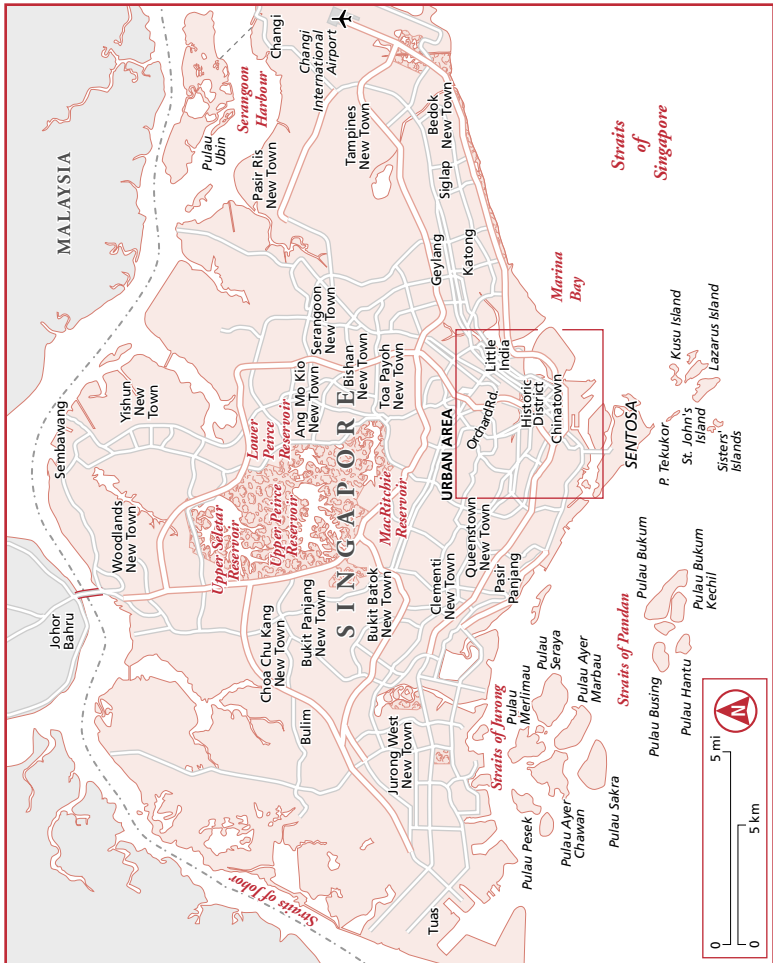 MALAYSIA
Johor
Bahru
Sembawang
Woodlands
New Town
Yishun
New
Town
Pulau
Ubin
Serangoon
Harbour
Changi
Changi
International
Airport
Pasir Ris
New Town
Tampines
New Town
Bedok
New Town
Siglap
Katong
Geylang
Serangoon
New Town
Ang Mo Kio
New Town
Bishan
New Town
Toa Payoh
New Town
Lower
Peirce
Reservoir
Upper Seletar
Reservoir
Upper Peirce
Reservoir
MacRitchie
Reservoir
SINGAPORE
Choa Chu Kang
New Town
Bukit Panjang
New Town
Bukit Batok
New Town
Bulim
Jurong West
New Town
Clementi
New Town
Queenstown
New Town
Pasir
Panjang
URBAN AREA
Orchard Rd.
Little
India
Historic
District
Chinatown
Marina
Bay
Straits
of
Singapore
SENTOSA
Kusu Island
Lazarus Island
P. Tekukor
St. John's
Island
Sisters'
Islands
Straits of Johor
Tuas
Straits of Jurong
Pulau
Merlimau
Pulau
Seraya
Pulau Ayer
Marbau
Pulau Pesek
Pulau Ayer
Chawan
Pulau Sakra
Straits of Pandan
Pulau Bukum
Pulau Bukum
Kechil
Pulau Busing
Pulau Hantu
0
5 mi
0
5 km
N